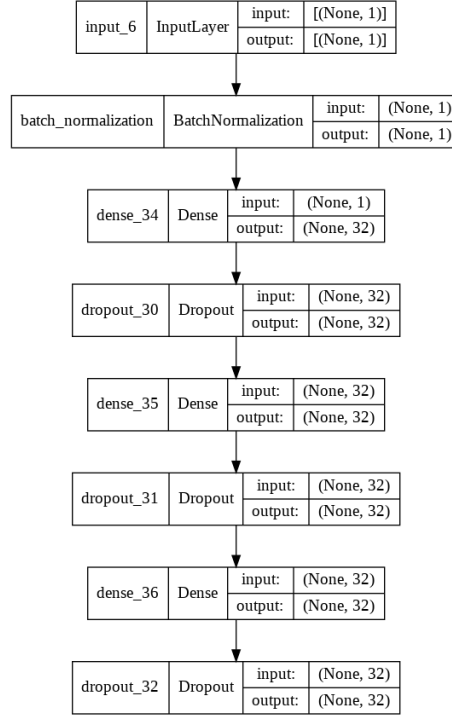 input_6 InputLayer input: [(None, 1)]
output: [(None, 1)]
batch_normalization BatchNormalization input: (None, 1)
output: (None, 1)
dense_34 Dense input: (None, 1)
output: (None, 32)
dropout_30 Dropout input: (None, 32)
output: (None, 32)
dense_35 Dense input: (None, 32)
output: (None, 32)
dropout_31 Dropout input: (None, 32)
output: (None, 32)
dense_36 Dense input: (None, 32)
output: (None, 32)
dropout_32 Dropout input: (None, 32)
output: (None, 32)